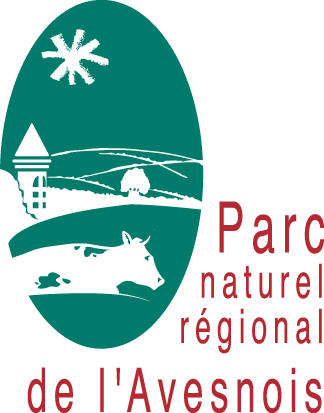 Parc
naturel
régional
de l'Avesnois